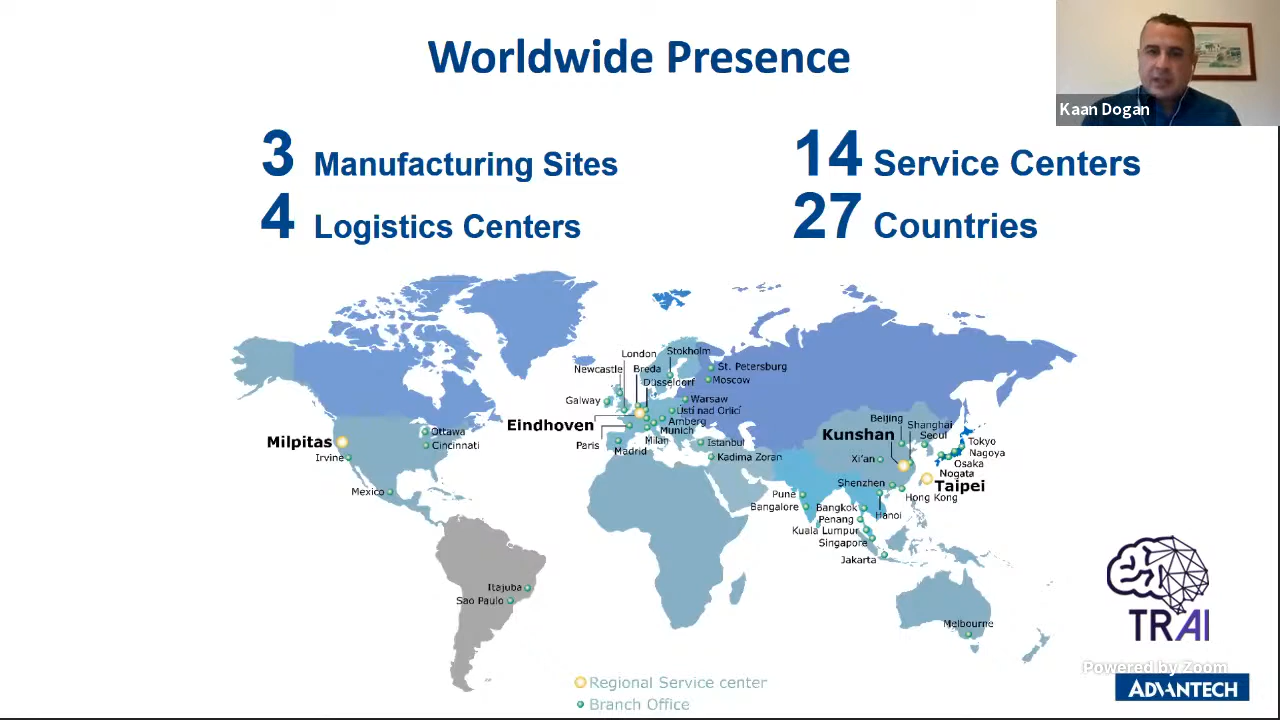 Worldwide Presence
Kaan Dogan
3 Manufacturing Sites
14 Service Centers
4 Logistics Centers
27 Countries
London
Stokholm
Newcastle
Breda
St. Petersburg
Düsseldorf
Moscow
Galway
Warsaw
Usti nad Orlici
Eindhoven
Amberg
Munich
Paris
Milan
Madrid
Istanbul
Kadima Zoran
Ottawa
Milpitas
Cincinnati
Irvine
Mexico
Beijing
Shanghai
Kunshan
Seoul
Tokyo
Nagoya
Xi'an
Osaka
Nogata
Shenzhen
Taipei
Pune
Hong Kong
Bangalore
Bangkok
Hanoi
Penang
Kuala Lumpur
Singapore
Jakarta
Itajuba
Sao Paulo
Melbourne
TRAI
Powered by Zoom
Regional Service center
ADVANTECH
Branch Office